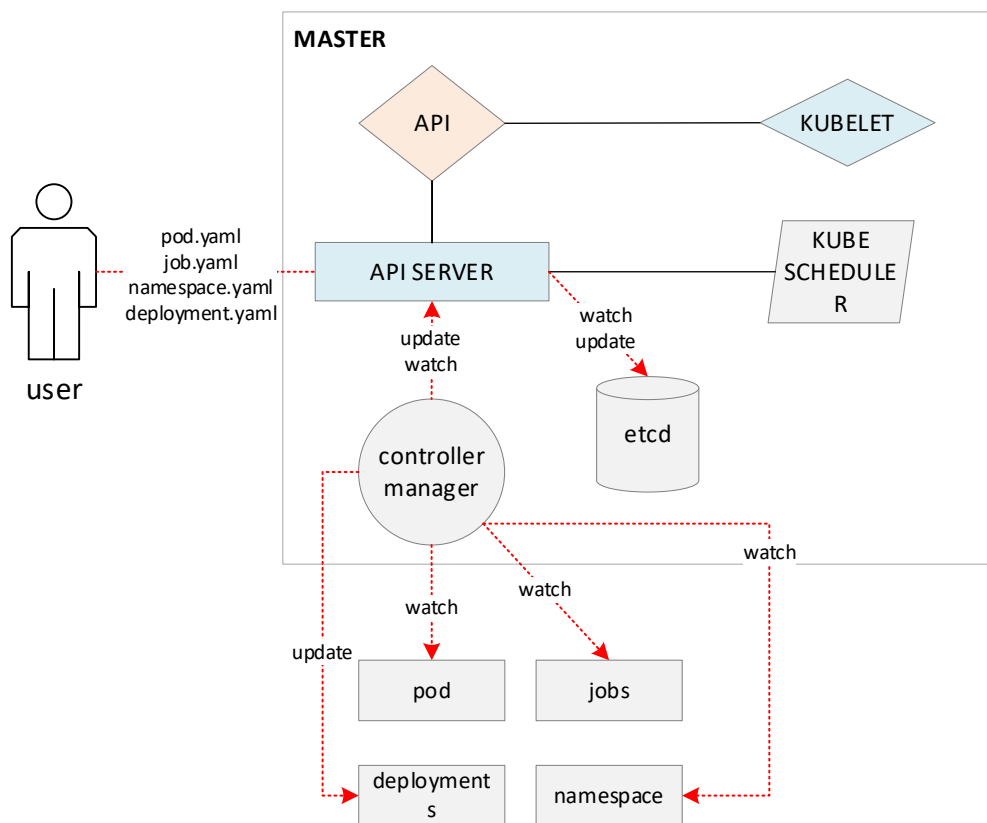 MASTER
API
KUBELET
pod.yaml
job.yaml
namespace.yaml
deployment.yaml
API SERVER
KUBE
SCHEDULE
R
user
update
watch
watch
update
etcd
controller
manager
watch
watch
watch
update
pod
jobs
deployment
s
namespace